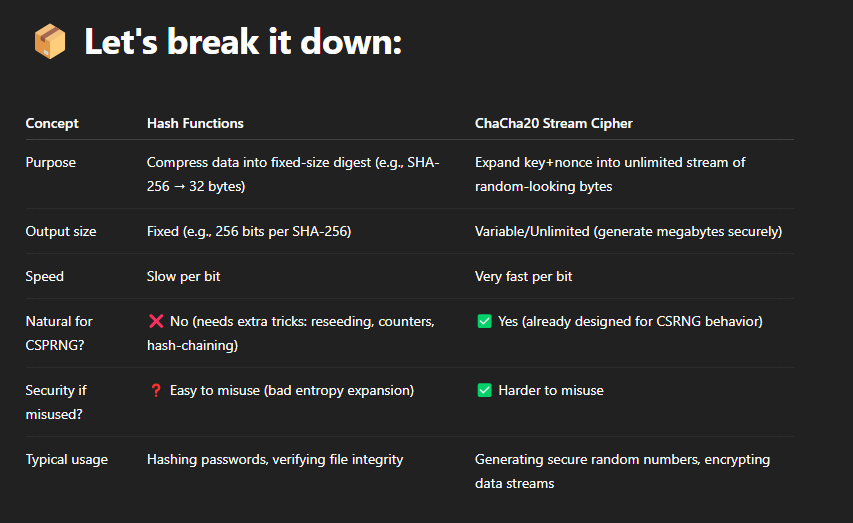 📦 Let's break it down:
Concept Hash Functions ChaCha20 Stream Cipher
Purpose Compress data into fixed-size digest (e.g., SHA- Expand key+nonce into unlimited stream of
256 → 32 bytes) random-looking bytes
Output size Fixed (e.g., 256 bits per SHA-256) Variable/Unlimited (generate megabytes securely)
Speed Slow per bit Very fast per bit
Natural for ❌ No (needs extra tricks: reseeding, counters, ✅ Yes (already designed for CSRNG behavior)
CSPRNG? hash-chaining)
Security if ❓ Easy to misuse (bad entropy expansion) ✅ Harder to misuse
misused?
Typical usage Hashing passwords, verifying file integrity Generating secure random numbers, encrypting
data streams